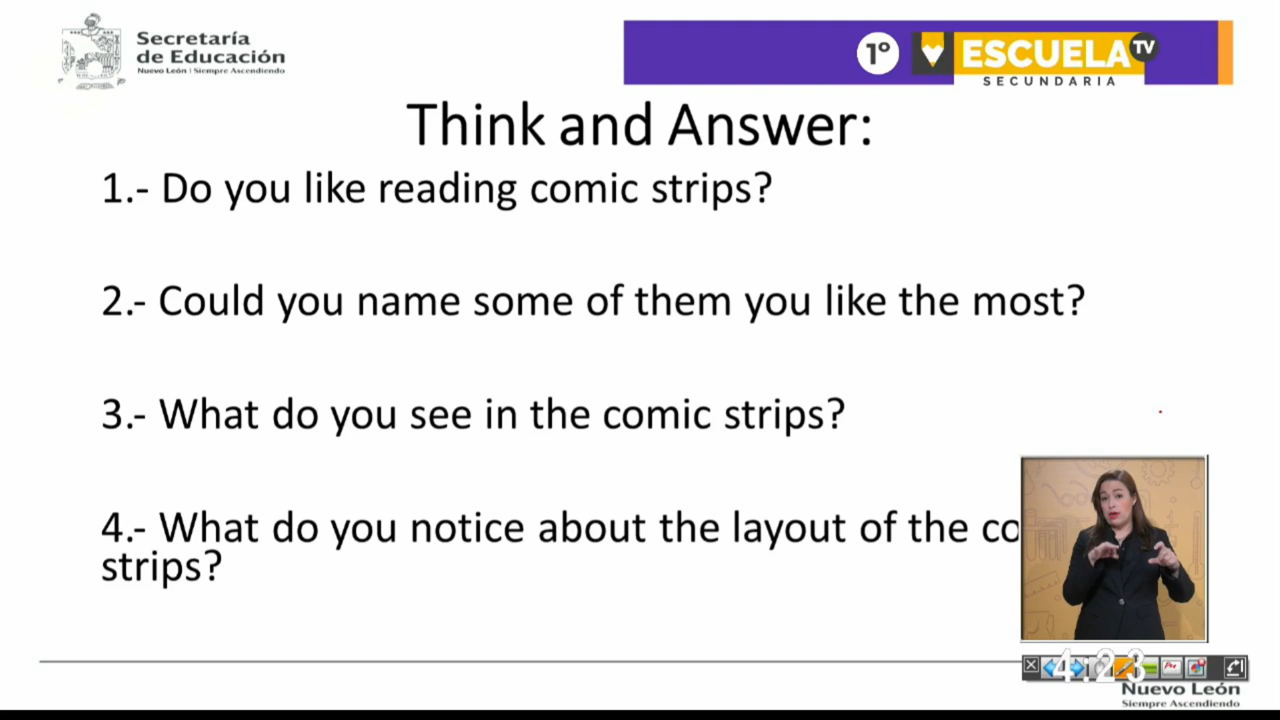 Secretaría
de Educación
Nuevo León | Siempre Ascendiendo
1° ESCUELA TV
SECUNDARIA
Think and Answer:
1.- Do you like reading comic strips?
2.- Could you name some of them you like the most?
3.- What do you see in the comic strips?
4.- What do you notice about the layout of the co
strips?
4:23
Nuevo León
Siempre Ascendiendo